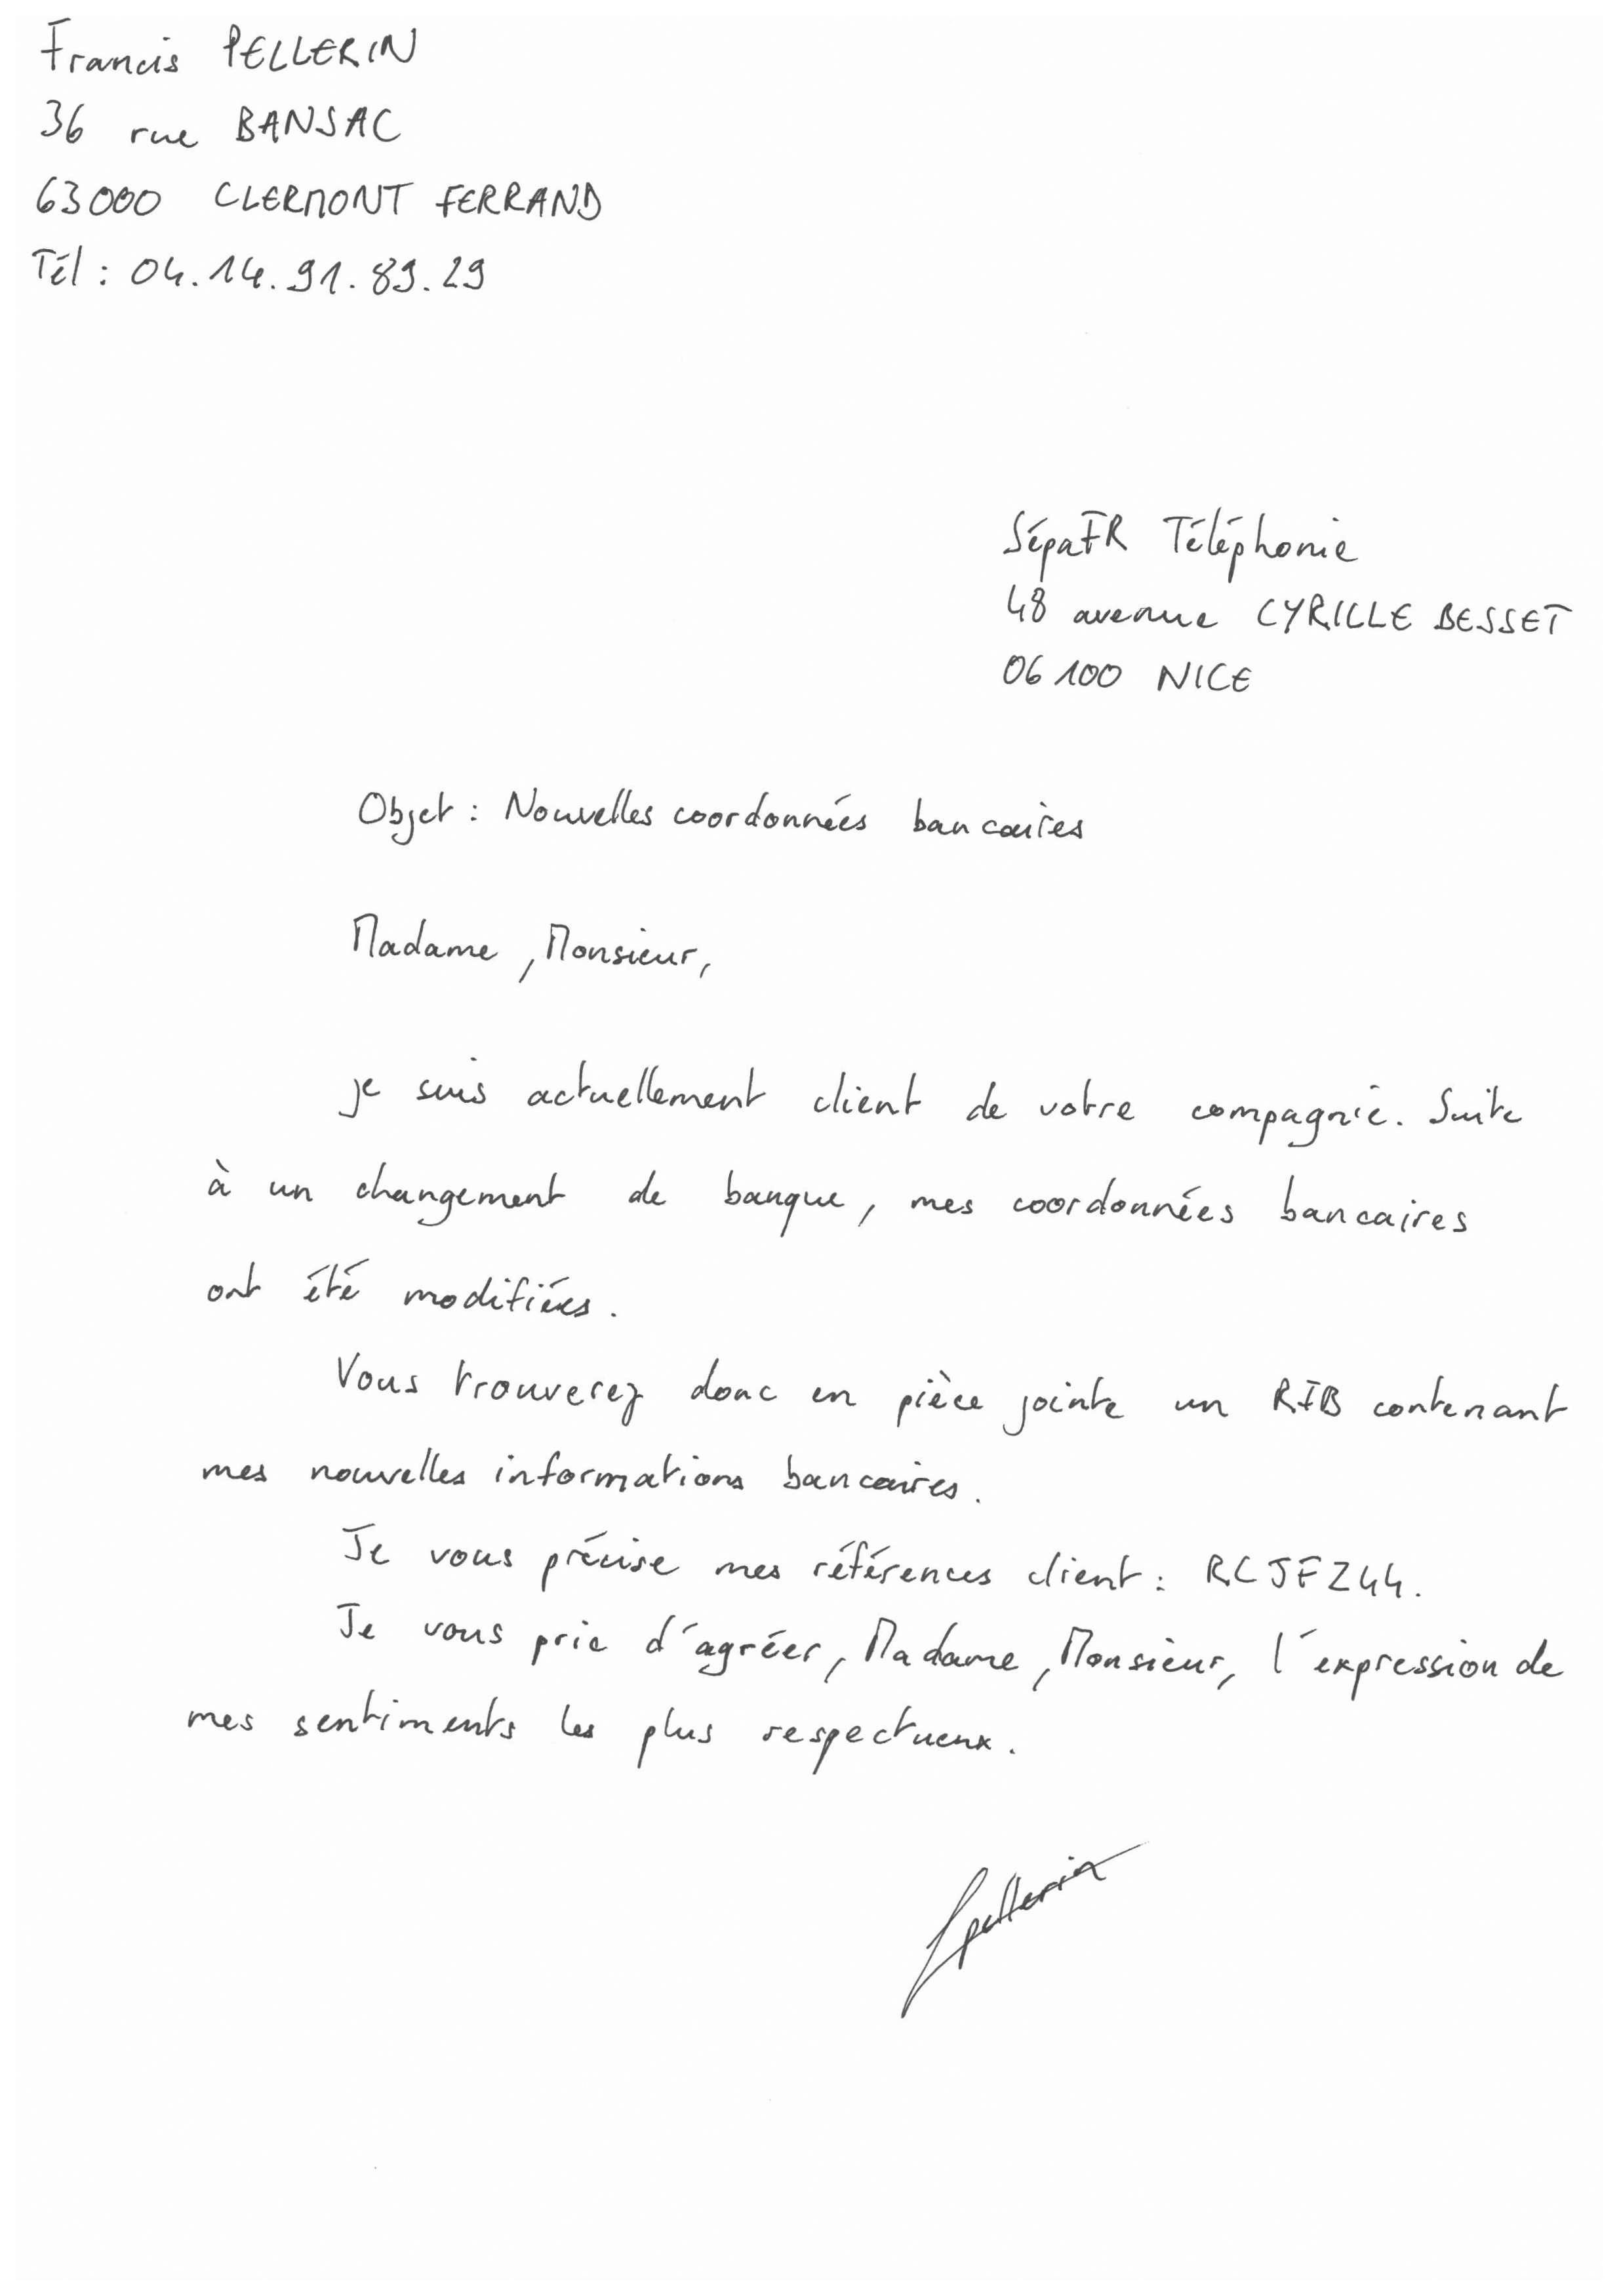 Francis PELLERIN
36 rue BANSAC
63000 CLERMONT FERRAND
Tél : 04.14.91.89.29
SépaFR Téléphonie
48 avenue CYRILLE BESSET
06100 NICE
Objet : Nouvelles coordonnées bancaires
Madame, Monsieur,
je suis actuellement client de votre compagnie. Suite
à un changement de banque, mes coordonnées bancaires
ont été modifiées.
Vous trouverez donc en pièce jointe un RIB contenant
mes nouvelles informations bancaires.
Je vous précise mes références client : RCJFZ44.
Je vous prie d'agréer, Madame, Monsieur, l'expression de
mes sentiments les plus respectueux.
fpellerin